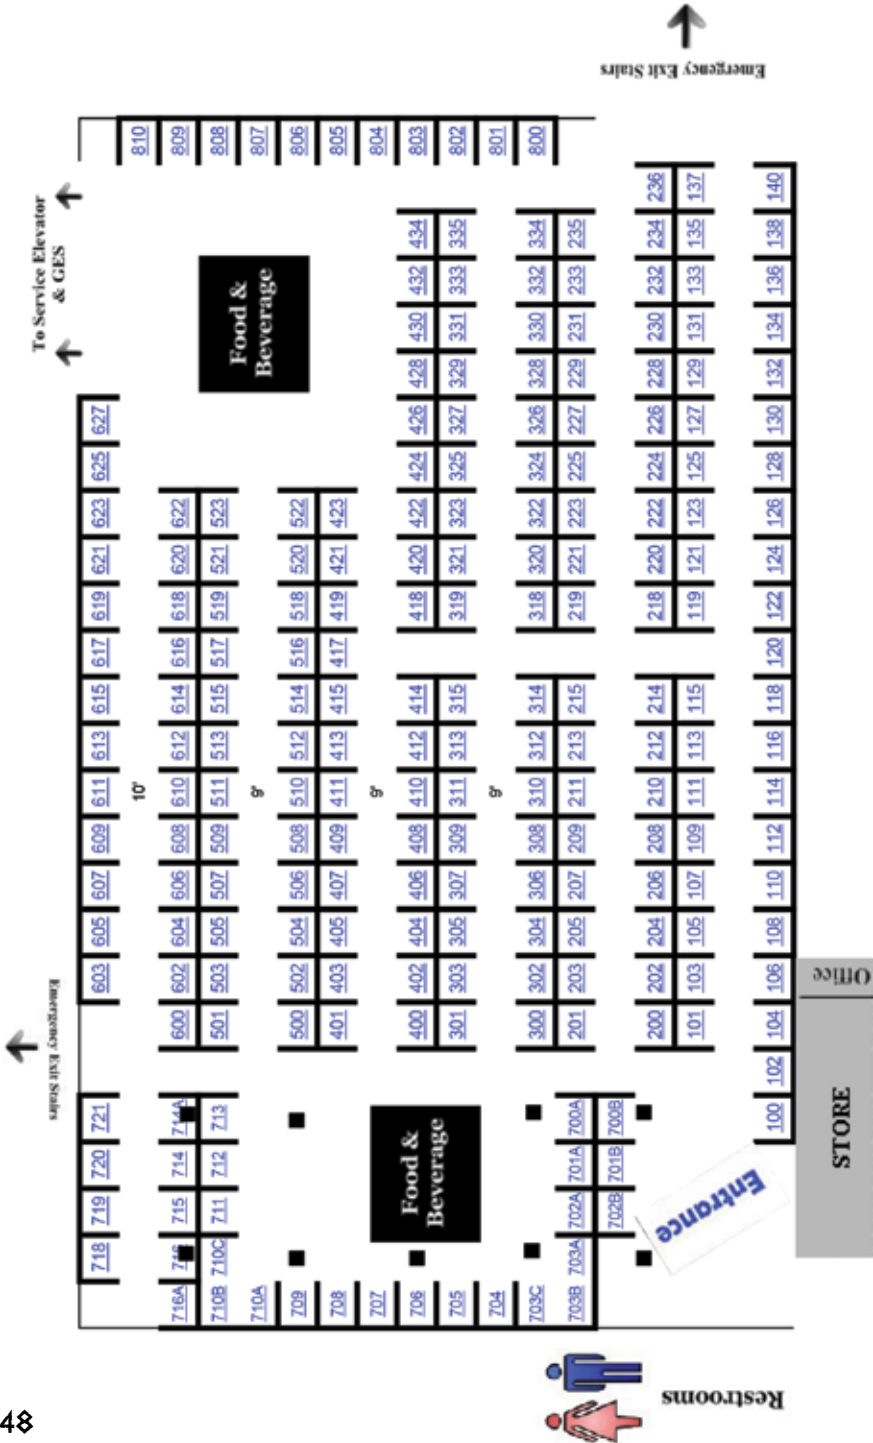 Emergency Exit Stairs
To Service Elevator
& GES
718 719 720 721 603 605 607 609 611 613 615 617 619 621 623 625 627
10'
810
716A 716 715 714 714A 600 602 604 606 608 610 612 614 616 618 620 622 809
710B 710C 711 712 713 501 503 505 507 509 511 513 515 517 519 521 523 808
Food &
Beverage
710A 9' 807
709 500 502 504 506 508 510 512 514 516 518 520 522 806
708 401 403 405 407 409 411 413 415 417 419 421 423 805
707 9' 804
Food &
Beverage
706 400 402 404 406 408 410 412 414 418 420 422 424 426 428 430 432 434 803
705 301 303 305 307 309 311 313 315 319 321 323 325 327 329 331 333 335 802
704 9' 801
703C 300 302 304 306 308 310 312 314 318 320 322 324 326 328 330 332 334 800
703B 703A 702A 701A 700A 201 203 205 207 209 211 213 215 219 221 223 225 227 229 231 233 235
702B 701B 700B
200 202 204 206 208 210 212 214 218 220 222 224 226 228 230 232 234 236
101 103 105 107 109 111 113 115 119 121 123 125 127 129 131 133 135 137
Emergency Exit Stairs
Entrance
Restrooms
100 102 104 106 108 110 112 114 116 118 120 122 124 126 128 130 132 134 136 138 140
STORE
Office
48